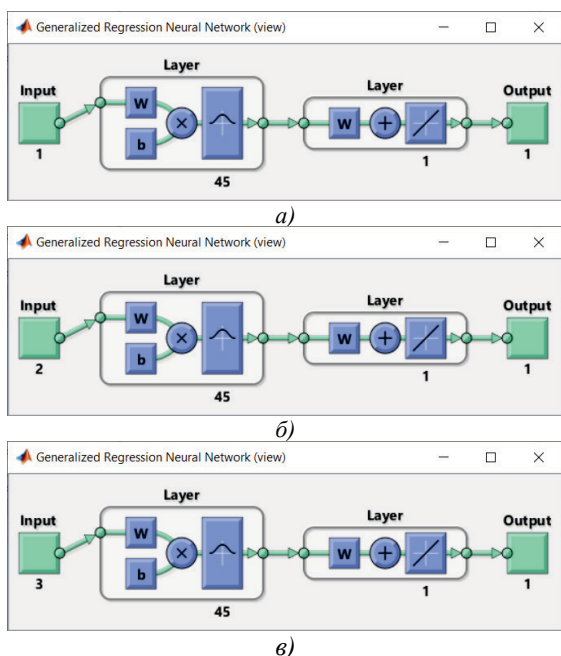 Generalized Regression Neural Network (view)
Layer
Layer
Input
Output
W
b
W
1
45
1
1
а)
Generalized Regression Neural Network (view)
Layer
Layer
Input
Output
W
b
W
2
45
1
1
б)
Generalized Regression Neural Network (view)
Layer
Layer
Input
Output
W
b
W
3
45
1
1
в)